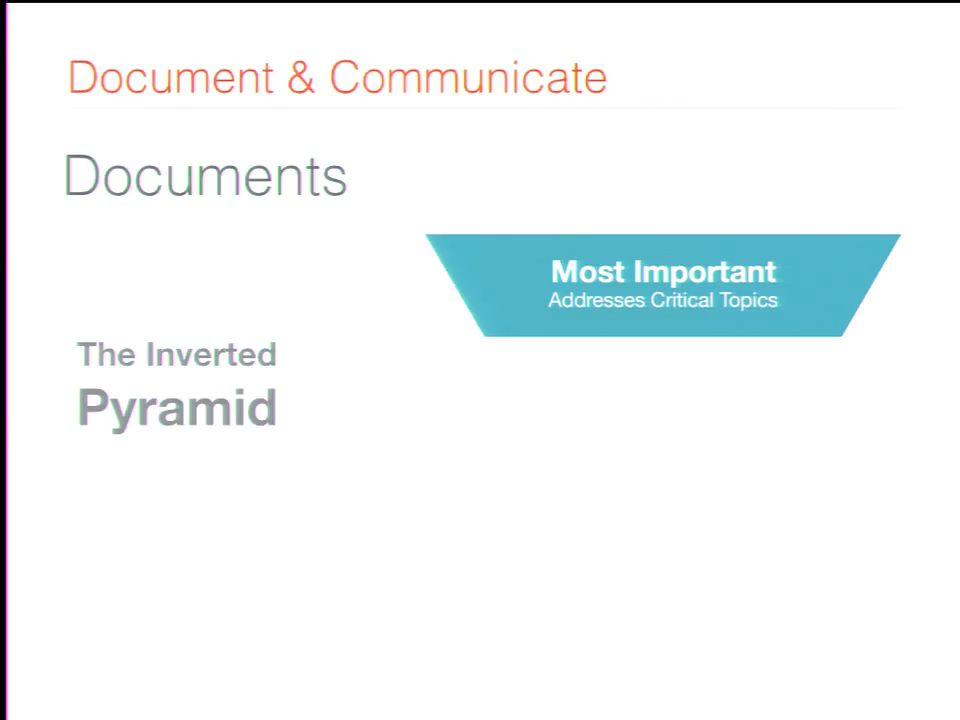 Document & Communicate
Documents
Most Important
Addresses Critical Topics
The Inverted
Pyramid